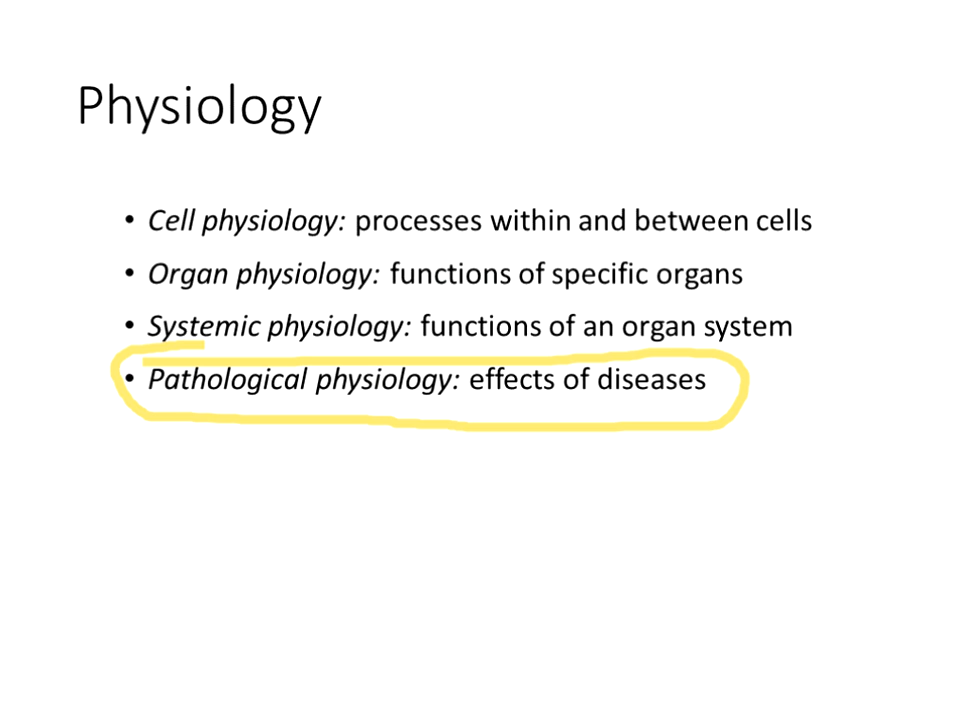 Physiology
• Cell physiology: processes within and between cells
• Organ physiology: functions of specific organs
• Systemic physiology: functions of an organ system
• Pathological physiology: effects of diseases